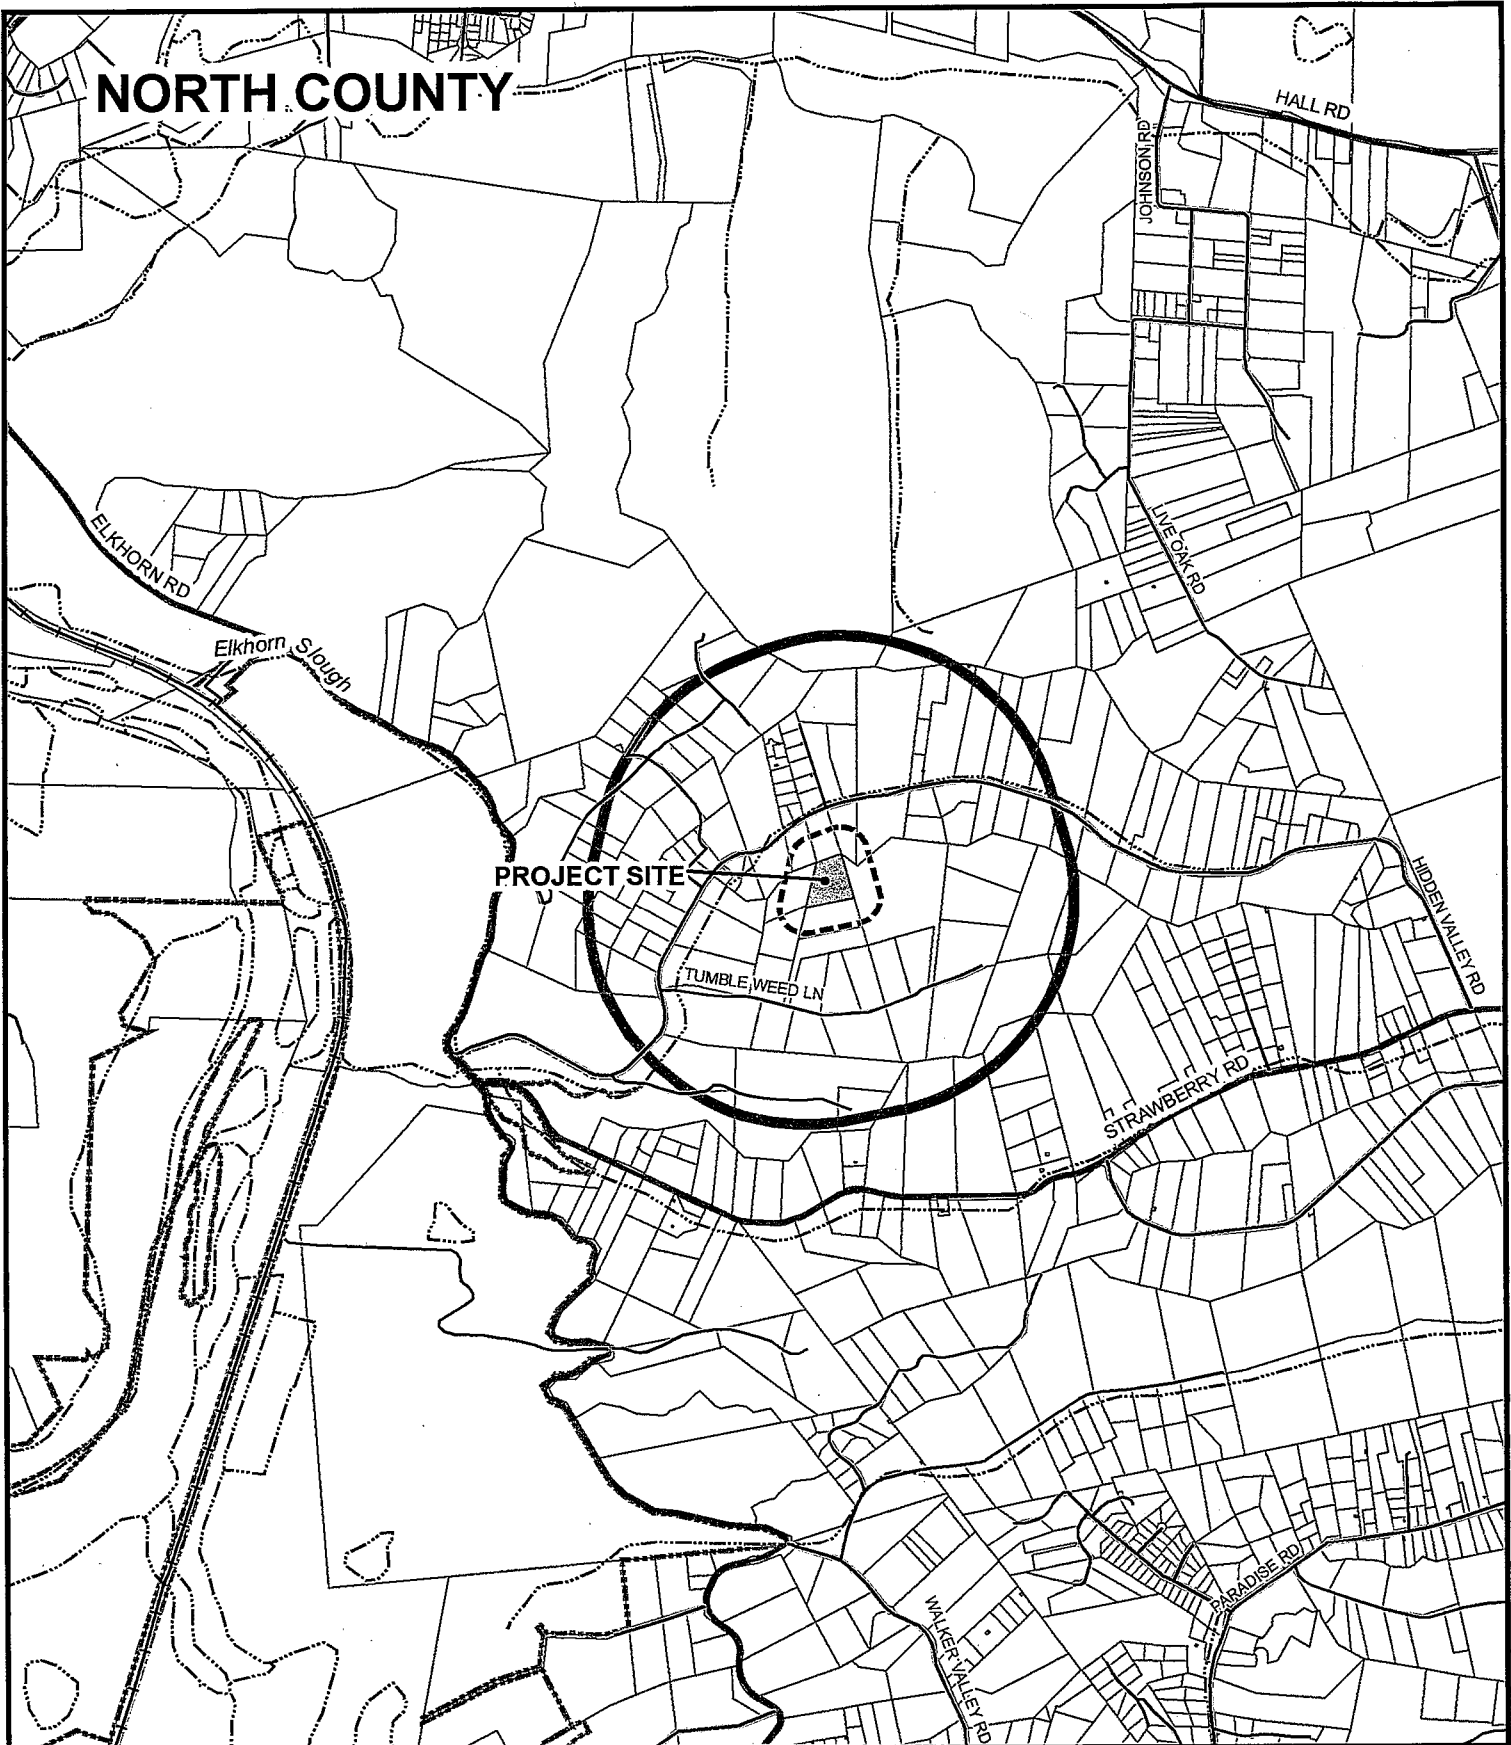 NORTH COUNTY
HALL RD
JOHNSON RD
LIVE OAK RD
ELKHORN RD
Elkhorn Slough
PROJECT SITE
HIDDEN VALLEY RD
TUMBLE WEED LN
STRAWBERRY RD
PARADISE RD
WALKER VALLEY RD